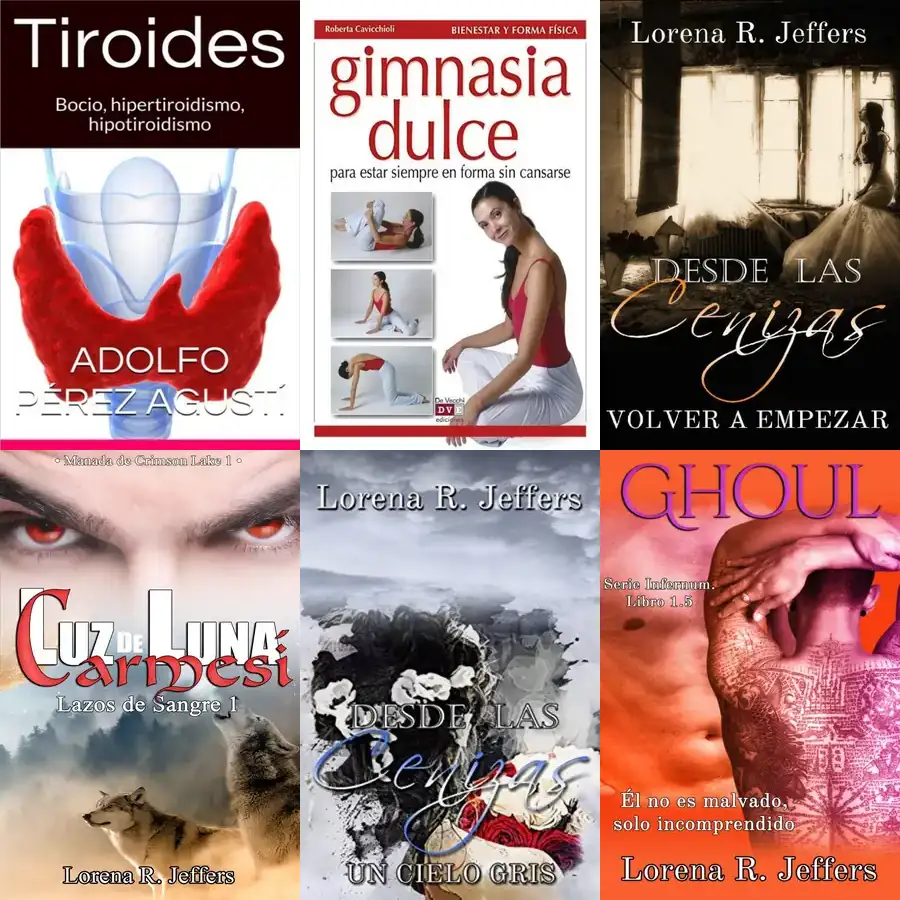 Tiroides
Bocio, hipertiroidismo,
hipotiroidismo
ADOLFO
PÉREZ AGUSTÍ
Roberta Cavicchioli
BIENESTAR Y FORMA FÍSICA
gimnasia
dulce
para estar siempre en forma sin cansarse
De Vecchi
DVE
ediciones
Lorena R. Jeffers
DESDE LAS
Cenizas
VOLVER A EMPEZAR
• Manada de Crimson Lake 1 •
LUZ DE LUNA
Carmesí
Lazos de Sangre 1
Lorena R. Jeffers
Lorena R. Jeffers
DESDE LAS
Cenizas
UN CIELO GRIS
GHOUL
Serie Infernum.
Libro 1.5
Él no es malvado,
solo incomprendido
Lorena R. Jeffers